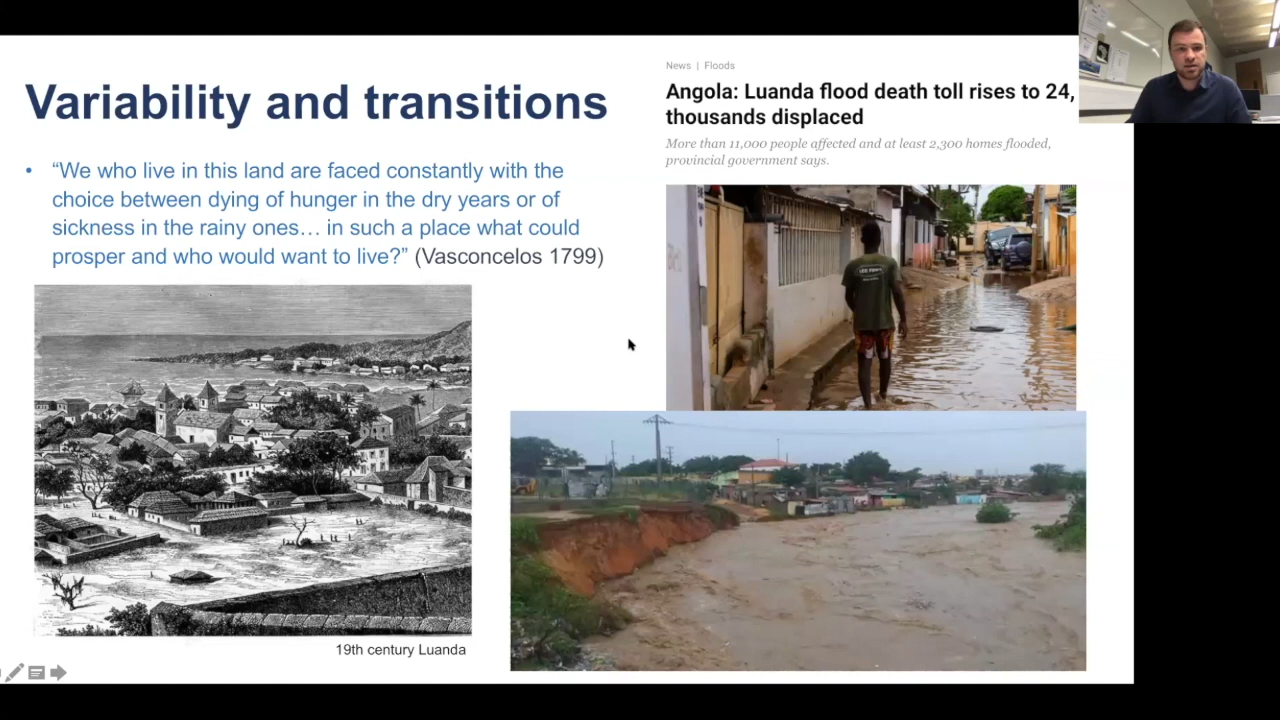 Variability and transitions
• “We who live in this land are faced constantly with the
choice between dying of hunger in the dry years or of
sickness in the rainy ones… in such a place what could
prosper and who would want to live?” (Vasconcelos 1799)
19th century Luanda
News | Floods
Angola: Luanda flood death toll rises to 24,
thousands displaced
More than 11,000 people affected and at least 2,300 homes flooded,
provincial government says.